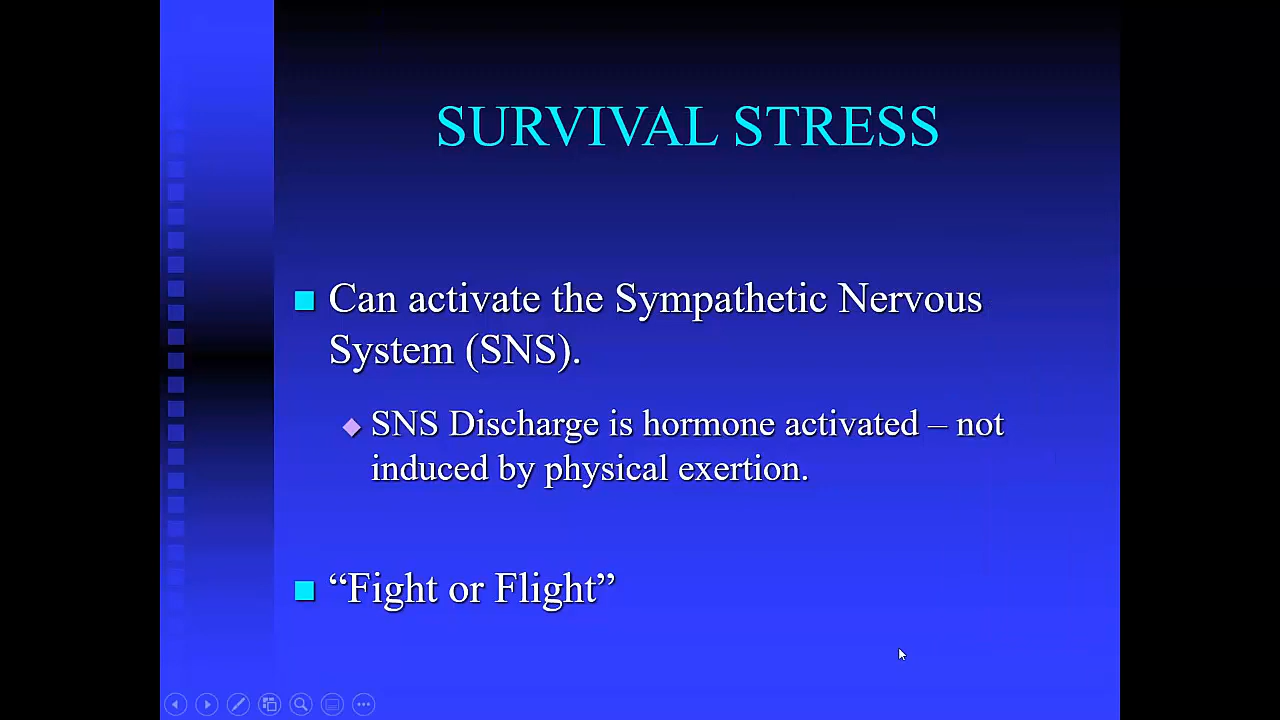 SURVIVAL STRESS
Can activate the Sympathetic Nervous
System (SNS).
SNS Discharge is hormone activated – not
induced by physical exertion.
“Fight or Flight”